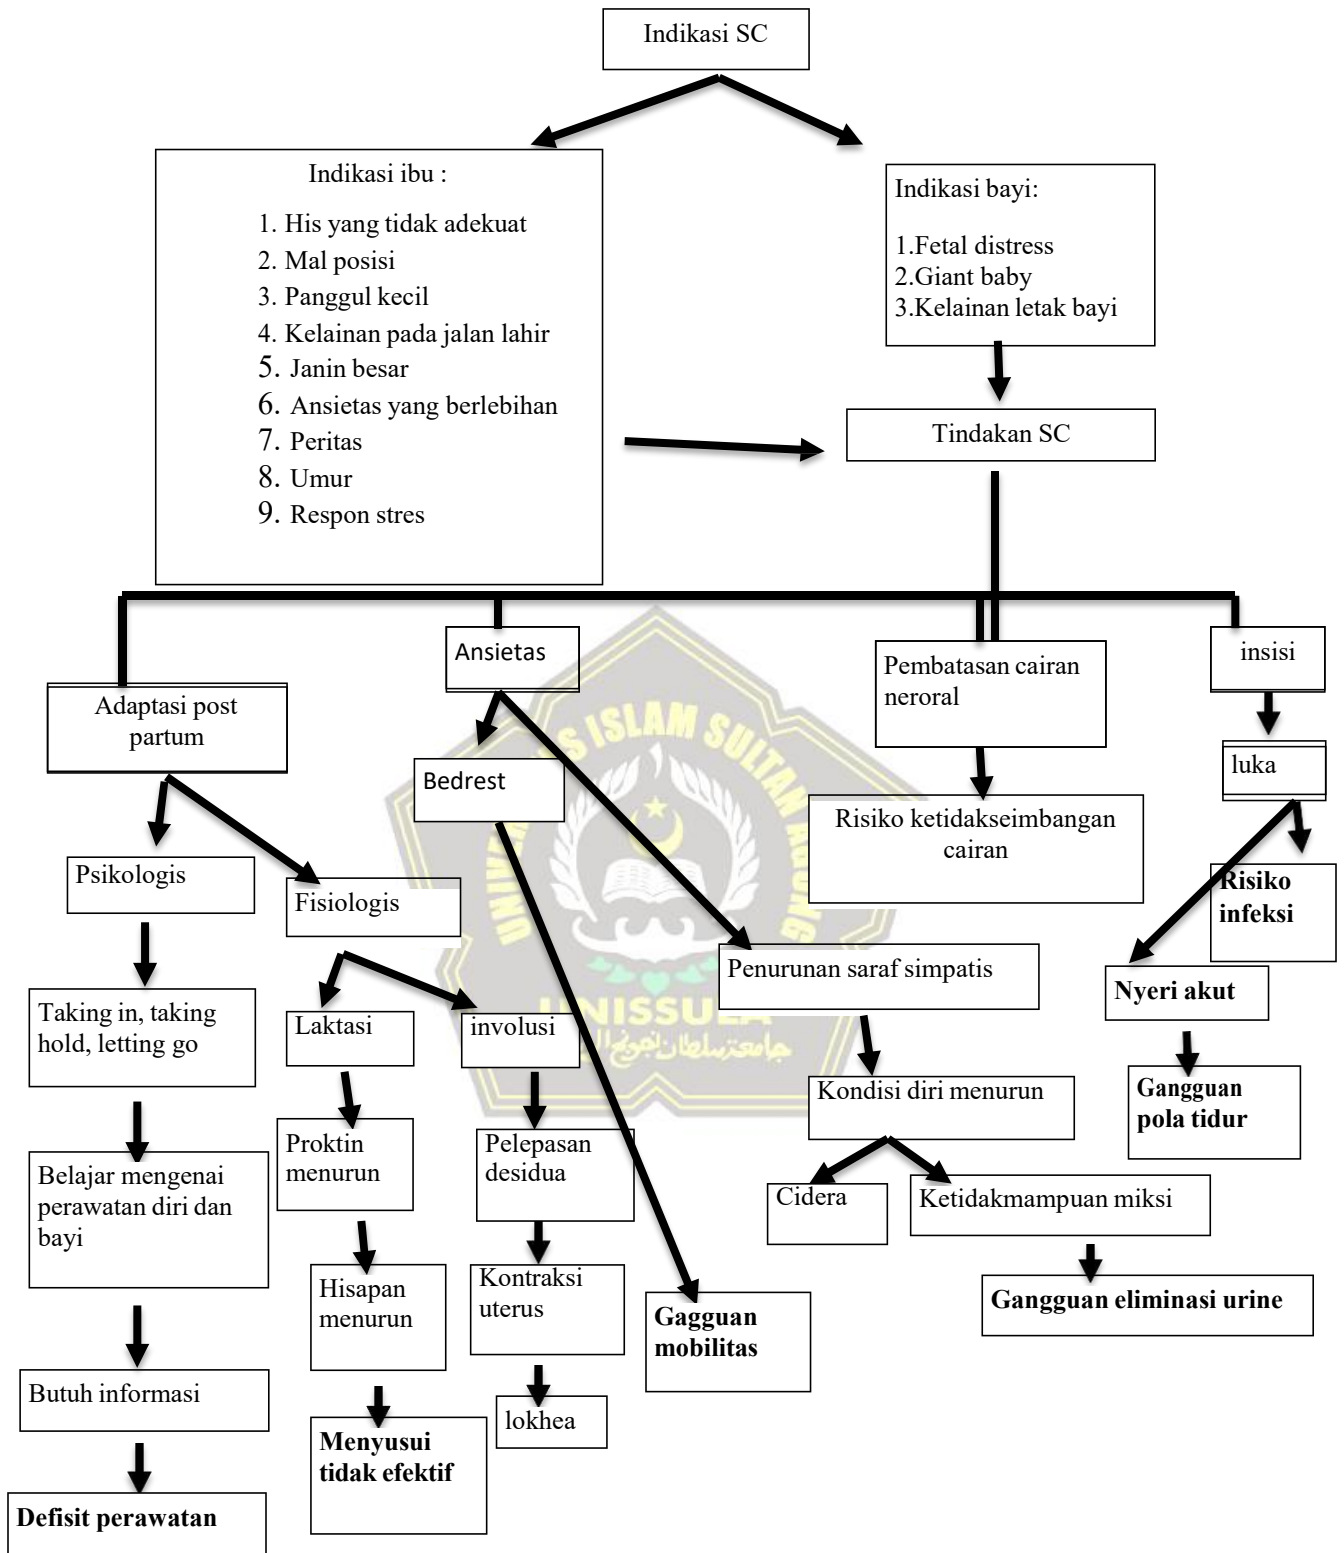 Indikasi SC
Indikasi ibu :
1. His yang tidak adekuat
2. Mal posisi
3. Panggul kecil
4. Kelainan pada jalan lahir
5. Janin besar
6. Ansietas yang berlebihan
7. Peritas
8. Umur
9. Respon stres
Indikasi bayi:
1.Fetal distress
2.Giant baby
3.Kelainan letak bayi
Tindakan SC
Adaptasi post
partum
Ansietas
Pembatasan cairan
neroral
insisi
Bedrest
luka
Risiko ketidakseimbangan
cairan
Psikologis
Fisiologis
Risiko
infeksi
Penurunan saraf simpatis
Nyeri akut
Taking in, taking
hold, letting go
Laktasi
involusi
Kondisi diri menurun
Gangguan
pola tidur
Proktin
menurun
Pelepasan
desidua
Belajar mengenai
perawatan diri dan
bayi
Cidera
Ketidakmampuan miksi
Hisapan
menurun
Kontraksi
uterus
Gagguan
mobilitas
Gangguan eliminasi urine
Butuh informasi
lokhea
Menyusui
tidak efektif
Defisit perawatan
UNISSULA